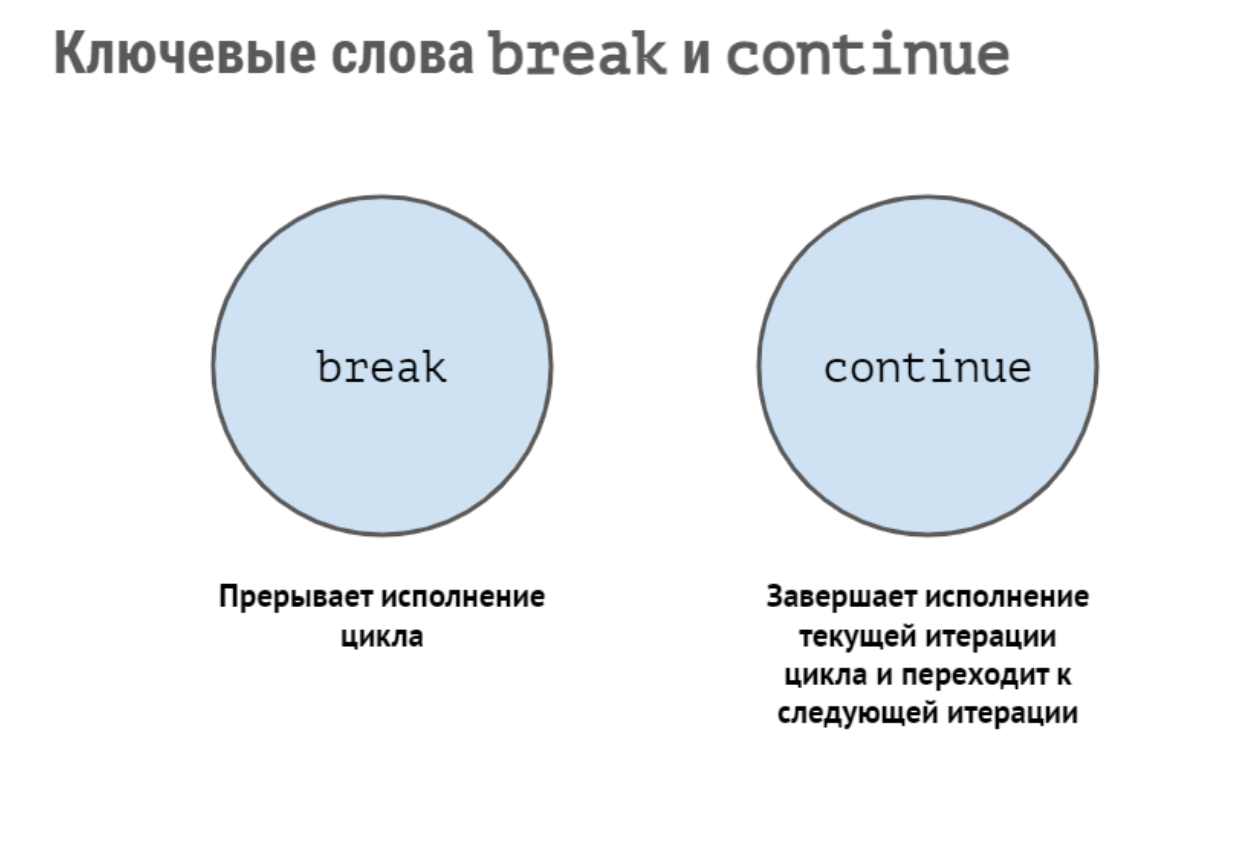 Ключевые слова break и continue
break
continue
Прерывает исполнение
цикла
Завершает исполнение
текущей итерации
цикла и переходит к
следующей итерации